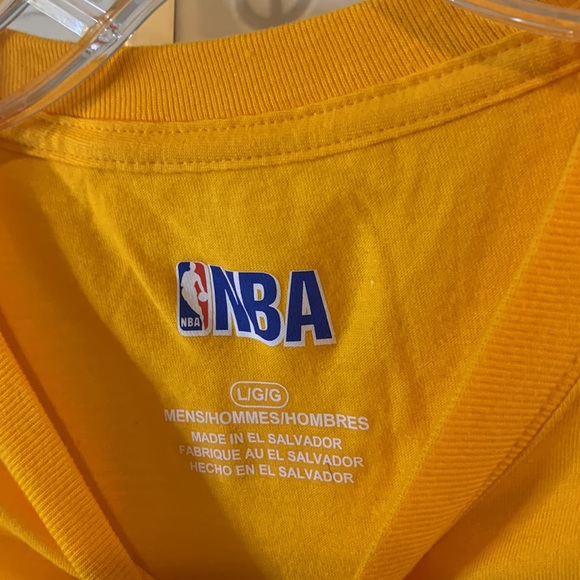 NBA NBA
L/G/G
MENS/HOMMES/HOMBRES
MADE IN EL SALVADOR
FABRIQUE AU EL SALVADOR
HECHO EN EL SALVADOR